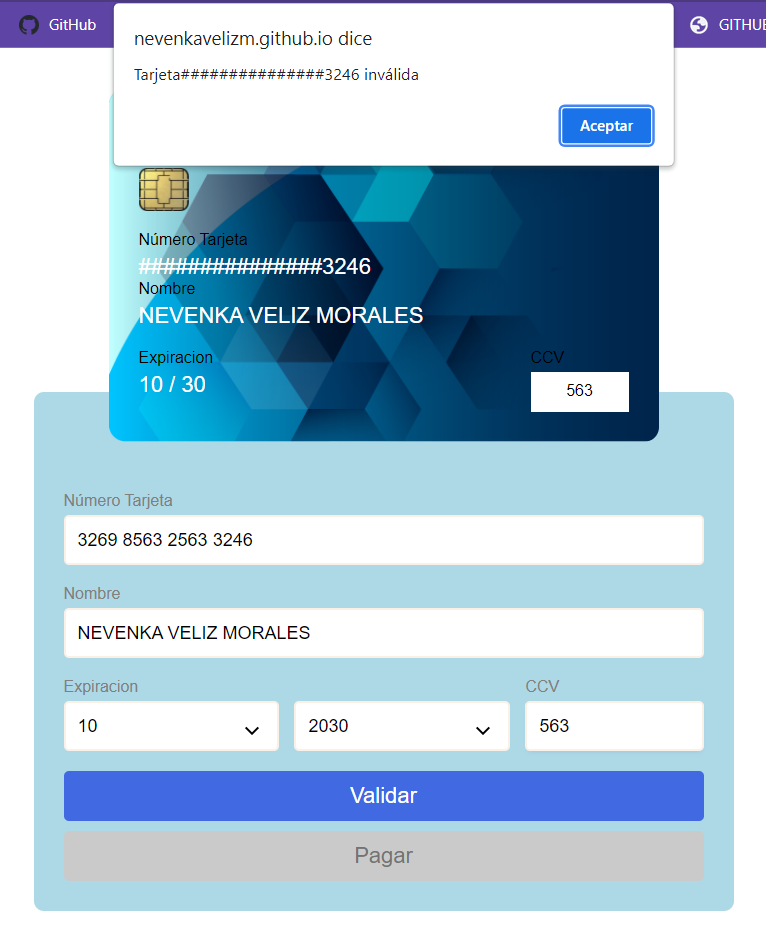 GitHub
GITHUB
nevenkavelizm.github.io dice
Tarjeta###############3246 inválida
Aceptar
Número Tarjeta
###############3246
Nombre
NEVENKA VELIZ MORALES
Expiracion
CCV
10 / 30
563
Número Tarjeta
3269 8563 2563 3246
Nombre
NEVENKA VELIZ MORALES
Expiracion
CCV
10
2030
563
Validar
Pagar